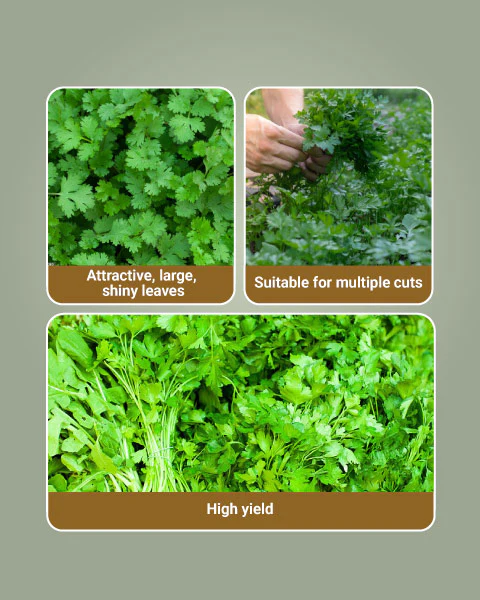 Attractive, large,
shiny leaves
Suitable for multiple cuts
High yield